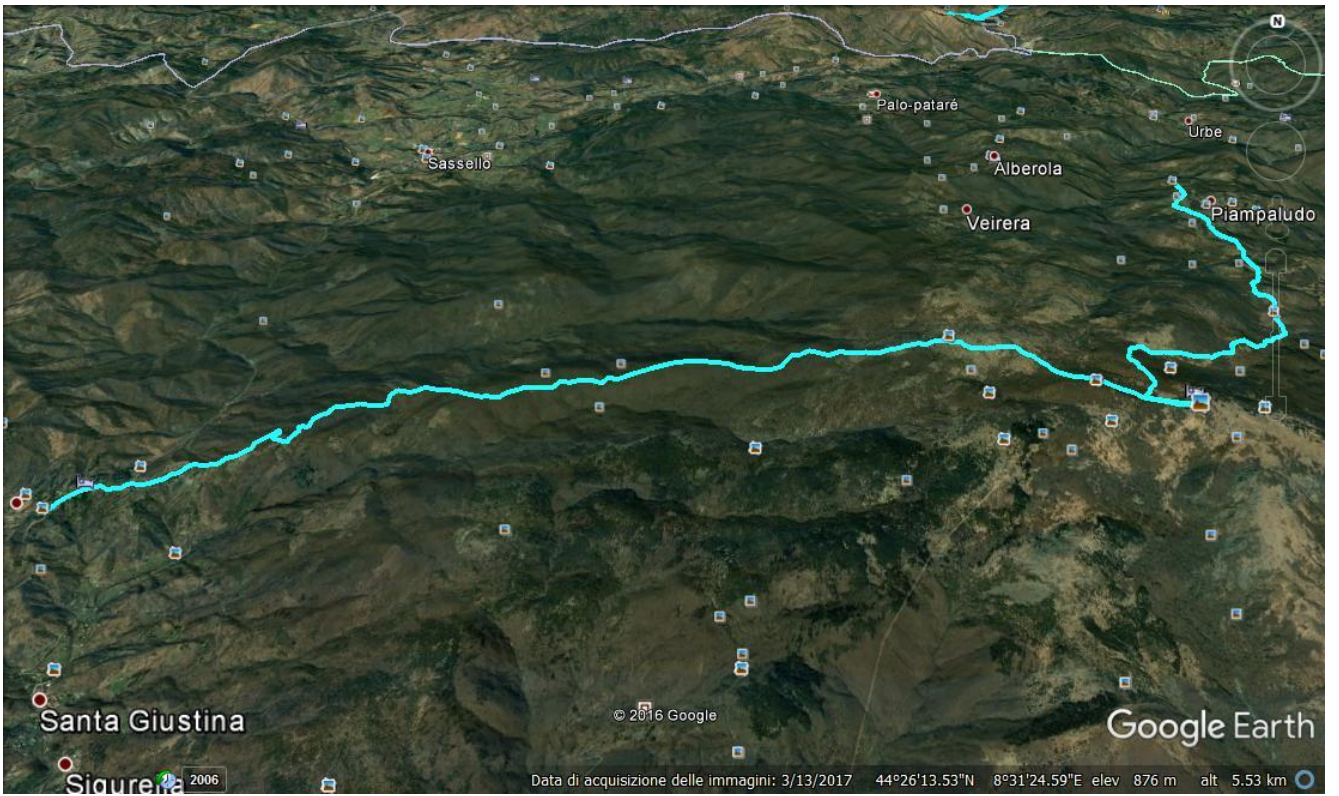 N
Palo-pataré
Urbe
Sassello
Alberola
Piampaludo
Veirera
Santa Giustina
© 2016 Google
Google Earth
Sigurella
2006
Data di acquisizione delle immagini: 3/13/2017 44°26'13.53"N 8°31'24.59"E elev 876 m alt 5.53 km